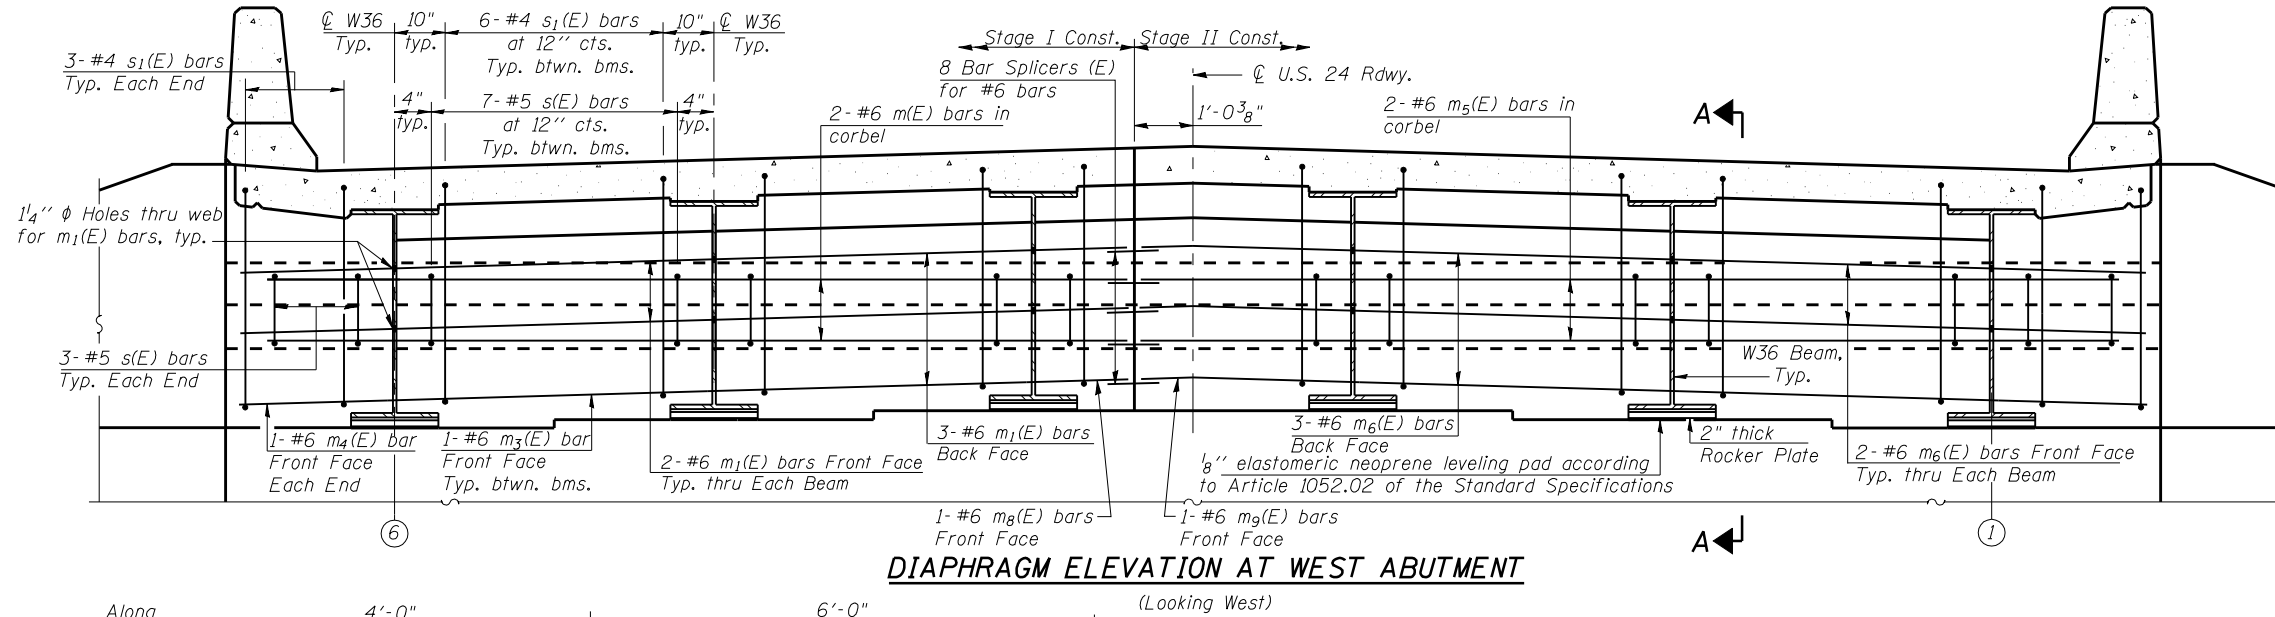 ℄ W36
Typ.
10"
typ.
6-#4 s1(E) bars
at 12" cts.
Typ. btwn. bms.
10"
typ.
℄ W36
Typ.
3-#4 s1(E) bars
Typ. Each End
4"
typ.
7-#5 s(E) bars
at 12" cts.
Typ. btwn. bms.
4"
typ.
2-#6 m(E) bars in
corbel
Stage I Const.
Stage II Const.
8 Bar Splicers (E)
for #6 bars
℄ U.S. 24 Rdwy.
1'-0 3/8"
2-#6 m5(E) bars in
corbel
A
1 1/4" ϕ Holes thru web
for m1(E) bars, typ.
3-#5 s(E) bars
Typ. Each End
W36 Beam,
Typ.
1-#6 m4(E) bar
Front Face
Each End
1-#6 m3(E) bar
Front Face
Typ. btwn. bms.
2-#6 m1(E) bars Front Face
Typ. thru Each Beam
3-#6 m1(E) bars
Back Face
3-#6 m6(E) bars
Back Face
1/8" elastomeric neoprene leveling pad according
to Article 1052.02 of the Standard Specifications
2" thick
Rocker Plate
2-#6 m6(E) bars Front Face
Typ. thru Each Beam
1-#6 m8(E) bars
Front Face
1-#6 m9(E) bars
Front Face
6
A
1
DIAPHRAGM ELEVATION AT WEST ABUTMENT
(Looking West)
Along
4'-0"
6'-0"